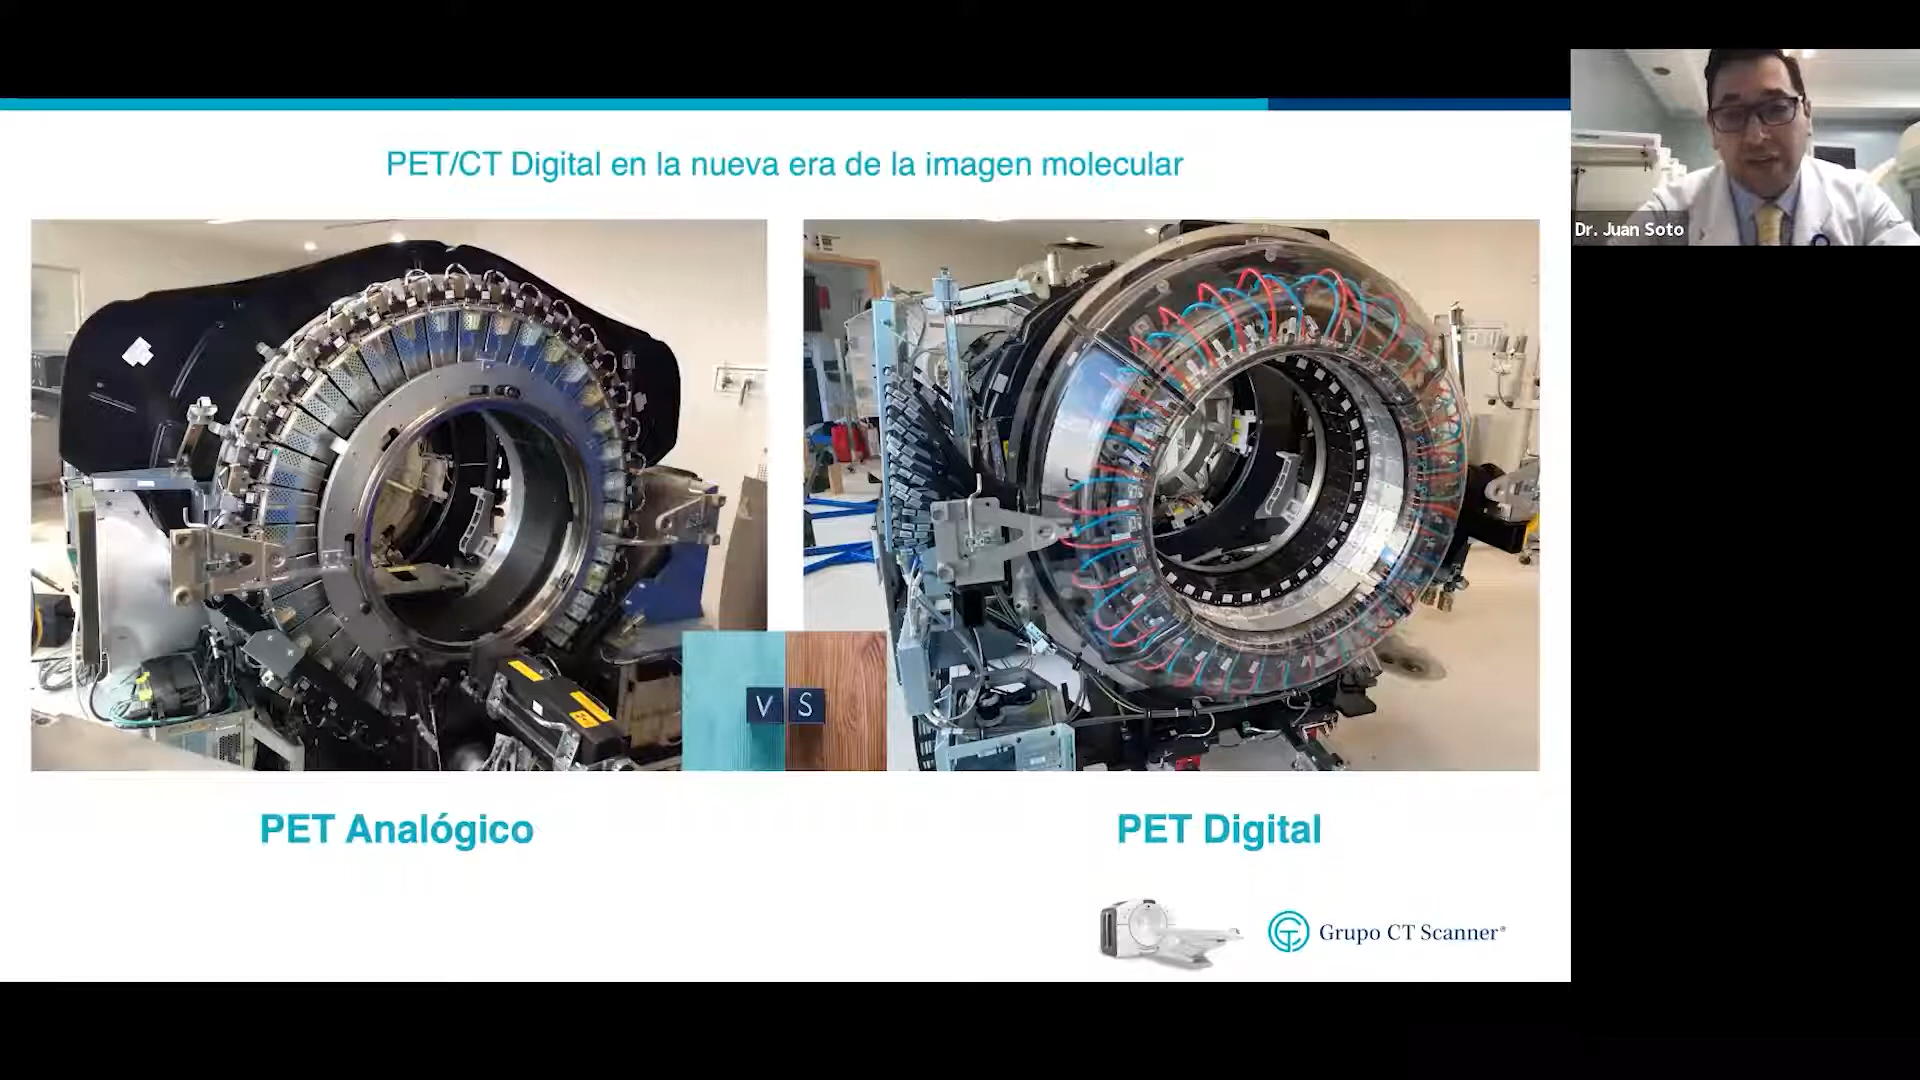 PET/CT Digital en la nueva era de la imagen molecular
Dr. Juan Soto
V S
PET Analógico
PET Digital
Grupo CT Scanner®